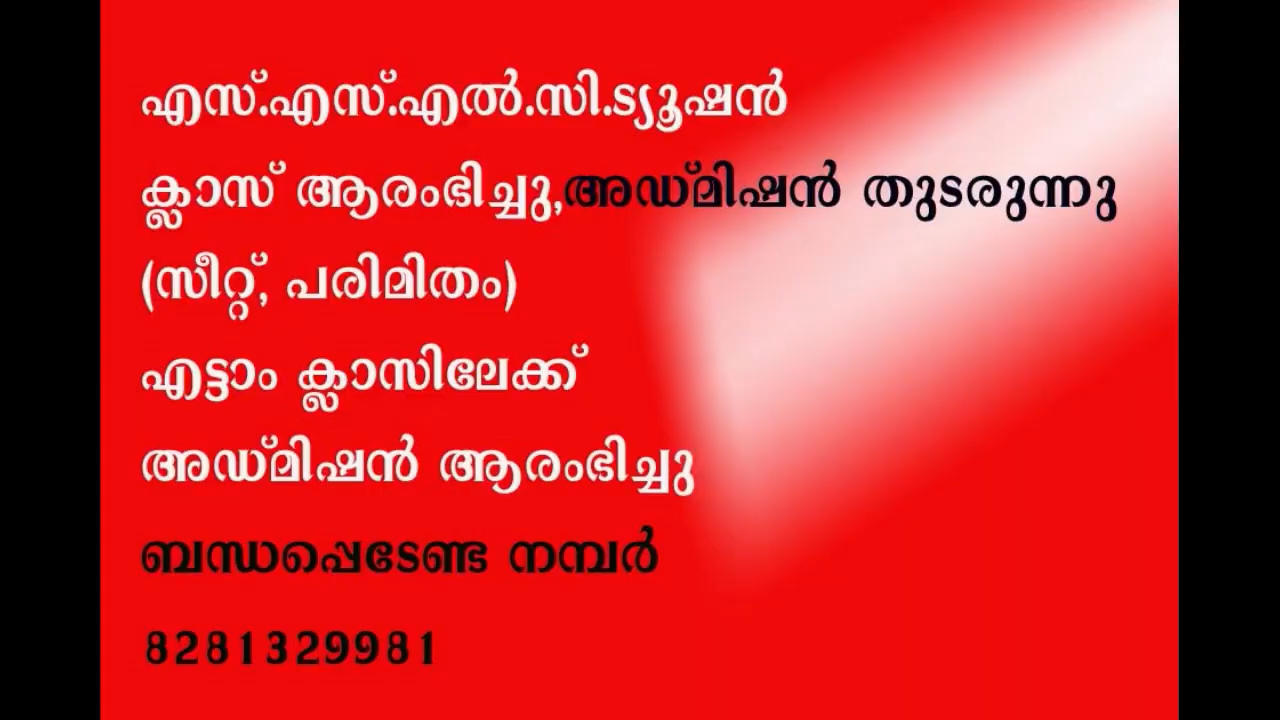 എസ്.എസ്.എൽ.സി.ട്യൂഷൻ
ക്ലാസ് ആരംഭിച്ചു,അഡ്മിഷൻ തുടരുന്നു
(സീറ്റ്, പരിമിതം)
എട്ടാം ക്ലാസിലേക്ക്
അഡ്മിഷൻ ആരംഭിച്ചു
ബന്ധപ്പെടേണ്ട നമ്പർ
8281329981